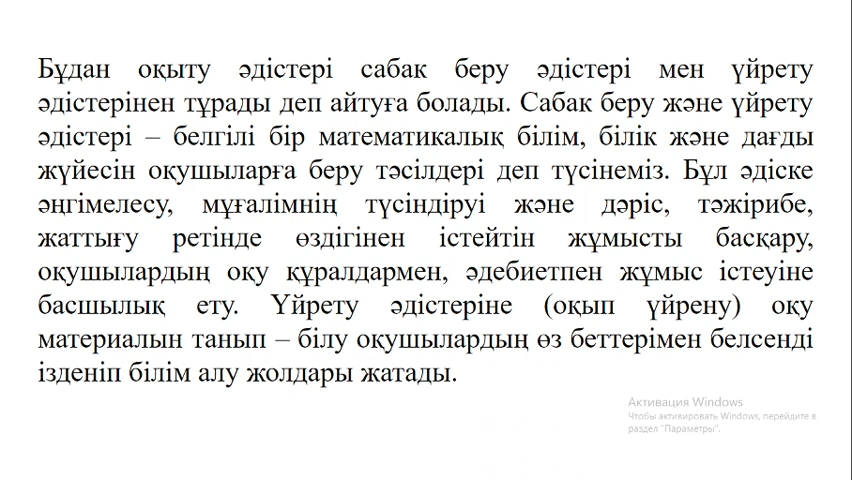 Бұдан оқыту әдістері сабак беру әдістері мен үйрету
әдістерінен тұрады деп айтуға болады. Сабак беру және үйрету
әдістері – белгілі бір математикалық білім, білік және дағды
жүйесін оқушыларға беру тәсілдері деп түсінеміз. Бұл әдіске
әңгімелесу, мұғалімнің түсіндіруі және дәріс, тәжірибе,
жаттығу ретінде өздігінен істейтін жұмысты басқару,
оқушылардың оқу құралдармен, әдебиетпен жұмыс істеуіне
басшылық ету. Үйрету әдістеріне (оқып үйрену) оқу
материалын танып – білу оқушылардың өз беттерімен белсенді
ізденіп білім алу жолдары жатады.
Активация Windows
Чтобы активировать Windows, перейдите в
раздел "Параметры".